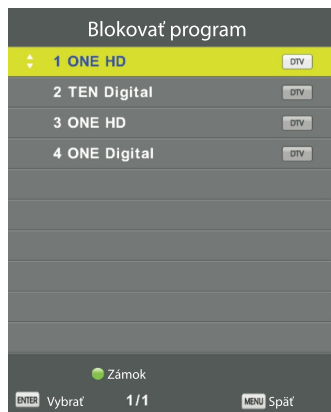 Blokovať program
1 ONE HD DTV
2 TEN Digital DTV
3 ONE HD DTV
4 ONE Digital DTV
Zámok
ENTER Vybrať 1/1 MENU Späť